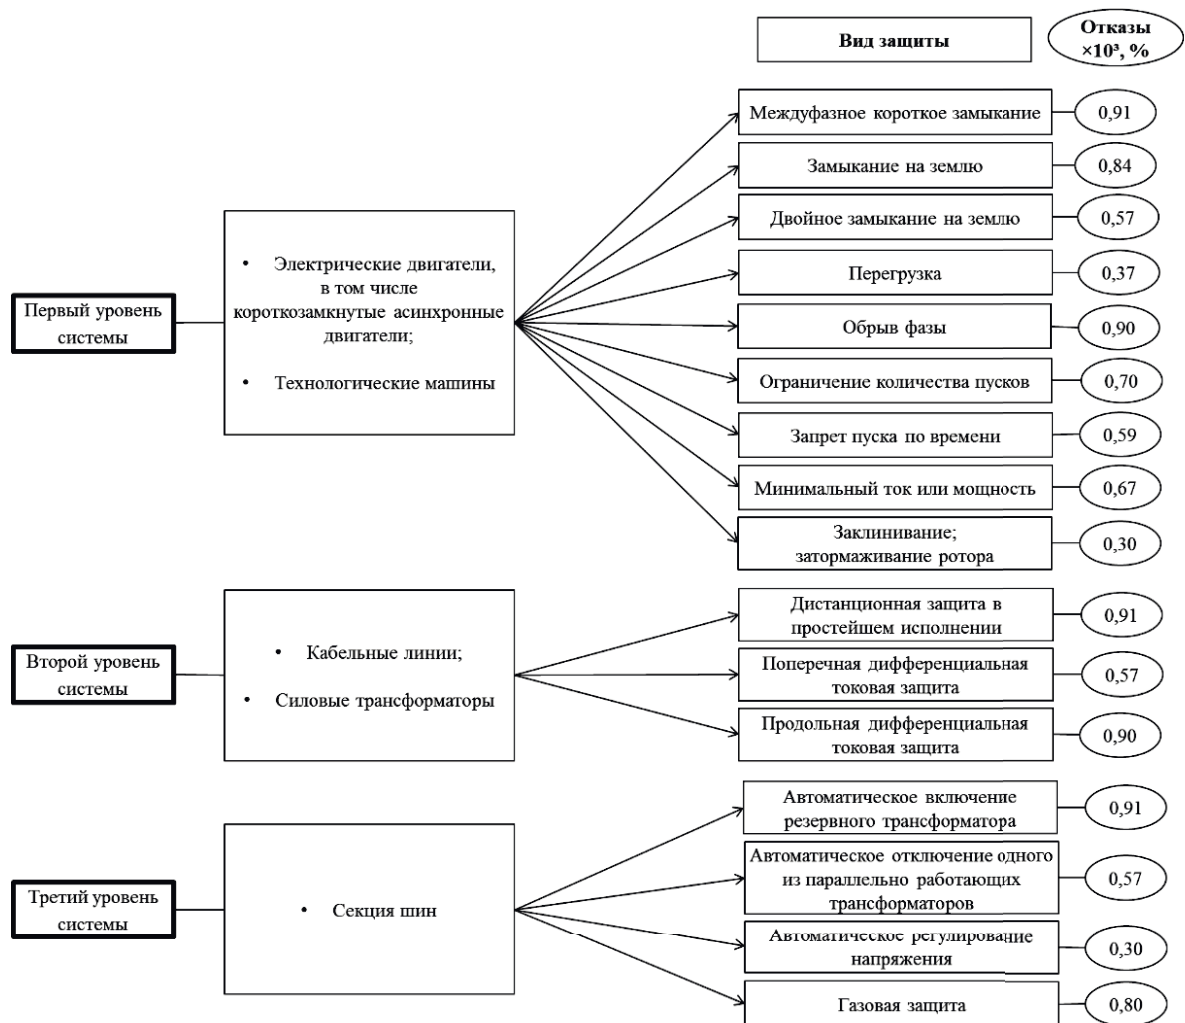 Вид защиты
Отказы
×10³, %
Первый уровень
системы
• Электрические двигатели,
в том числе
короткозамкнутые асинхронные
двигатели;
• Технологические машины
Междуфазное короткое замыкание
0,91
Замыкание на землю
0,84
Двойное замыкание на землю
0,57
Перегрузка
0,37
Обрыв фазы
0,90
Ограничение количества пусков
0,70
Запрет пуска по времени
0,59
Минимальный ток или мощность
0,67
Заклинивание;
затормаживание ротора
0,30
Второй уровень
системы
• Кабельные линии;
• Силовые трансформаторы
Дистанционная защита в
простейшем исполнении
0,91
Поперечная дифференциальная
токовая защита
0,57
Продольная дифференциальная
токовая защита
0,90
Третий уровень
системы
• Секция шин
Автоматическое включение
резервного трансформатора
0,91
Автоматическое отключение одного
из параллельно работающих
трансформаторов
0,57
Автоматическое регулирование
напряжения
0,30
Газовая защита
0,80